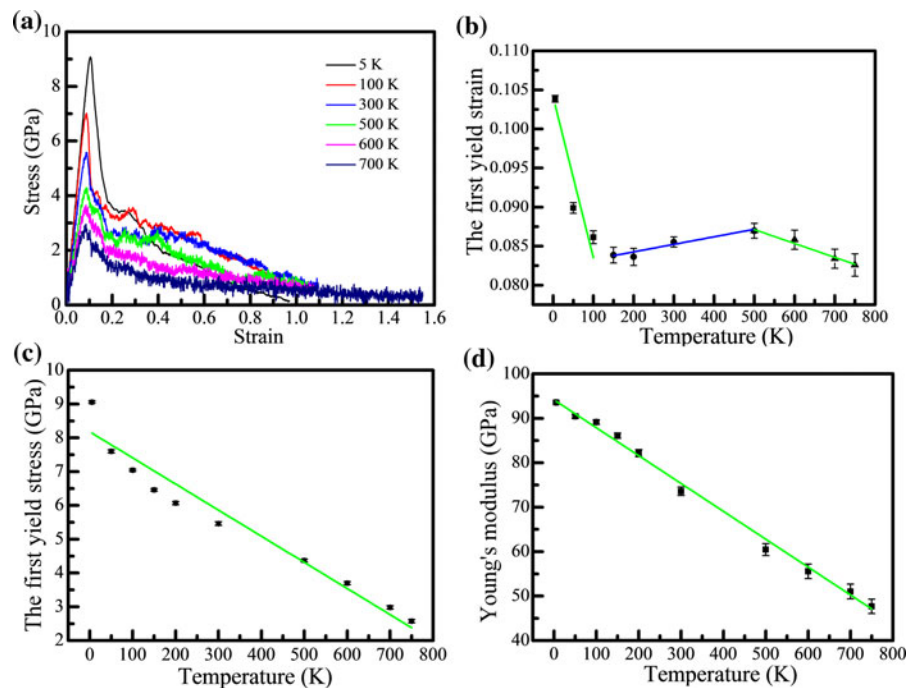 (a)
10
8
6
4
2
0
Stress (GPa)
0.0 0.2 0.4 0.6 0.8 1.0 1.2 1.4 1.6
Strain
5 K
100 K
300 K
500 K
600 K
700 K
(b)
0.110
0.105
0.100
0.095
0.090
0.085
0.080
The first yield strain
0 100 200 300 400 500 600 700 800
Temperature (K)
(c)
10
9
8
7
6
5
4
3
2
The first yield stress (GPa)
0 100 200 300 400 500 600 700 800
Temperature (K)
(d)
100
90
80
70
60
50
40
Young's modulus (GPa)
0 100 200 300 400 500 600 700 800
Temperature (K)